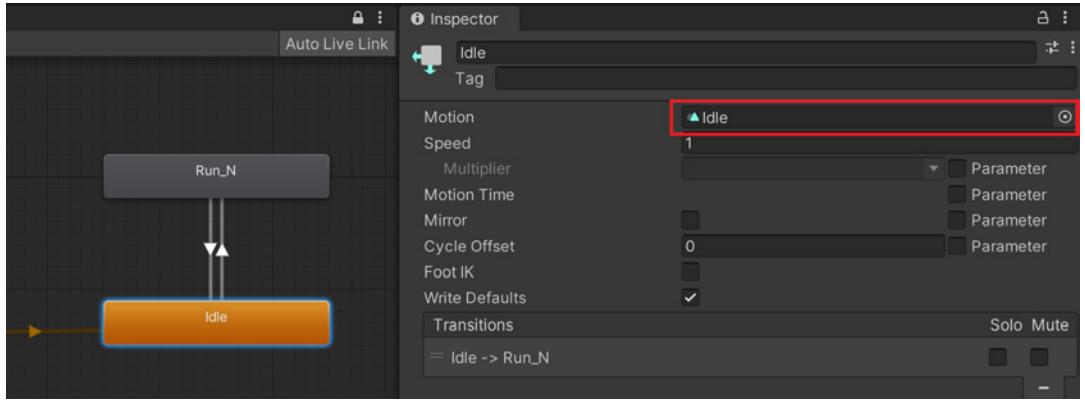 Auto Live Link
Run_N
Idle
Inspector
Idle
Tag
Motion Idle
Speed 1
Multiplier Parameter
Motion Time Parameter
Mirror Parameter
Cycle Offset 0 Parameter
Foot IK
Write Defaults
Transitions Solo Mute
Idle -> Run_N